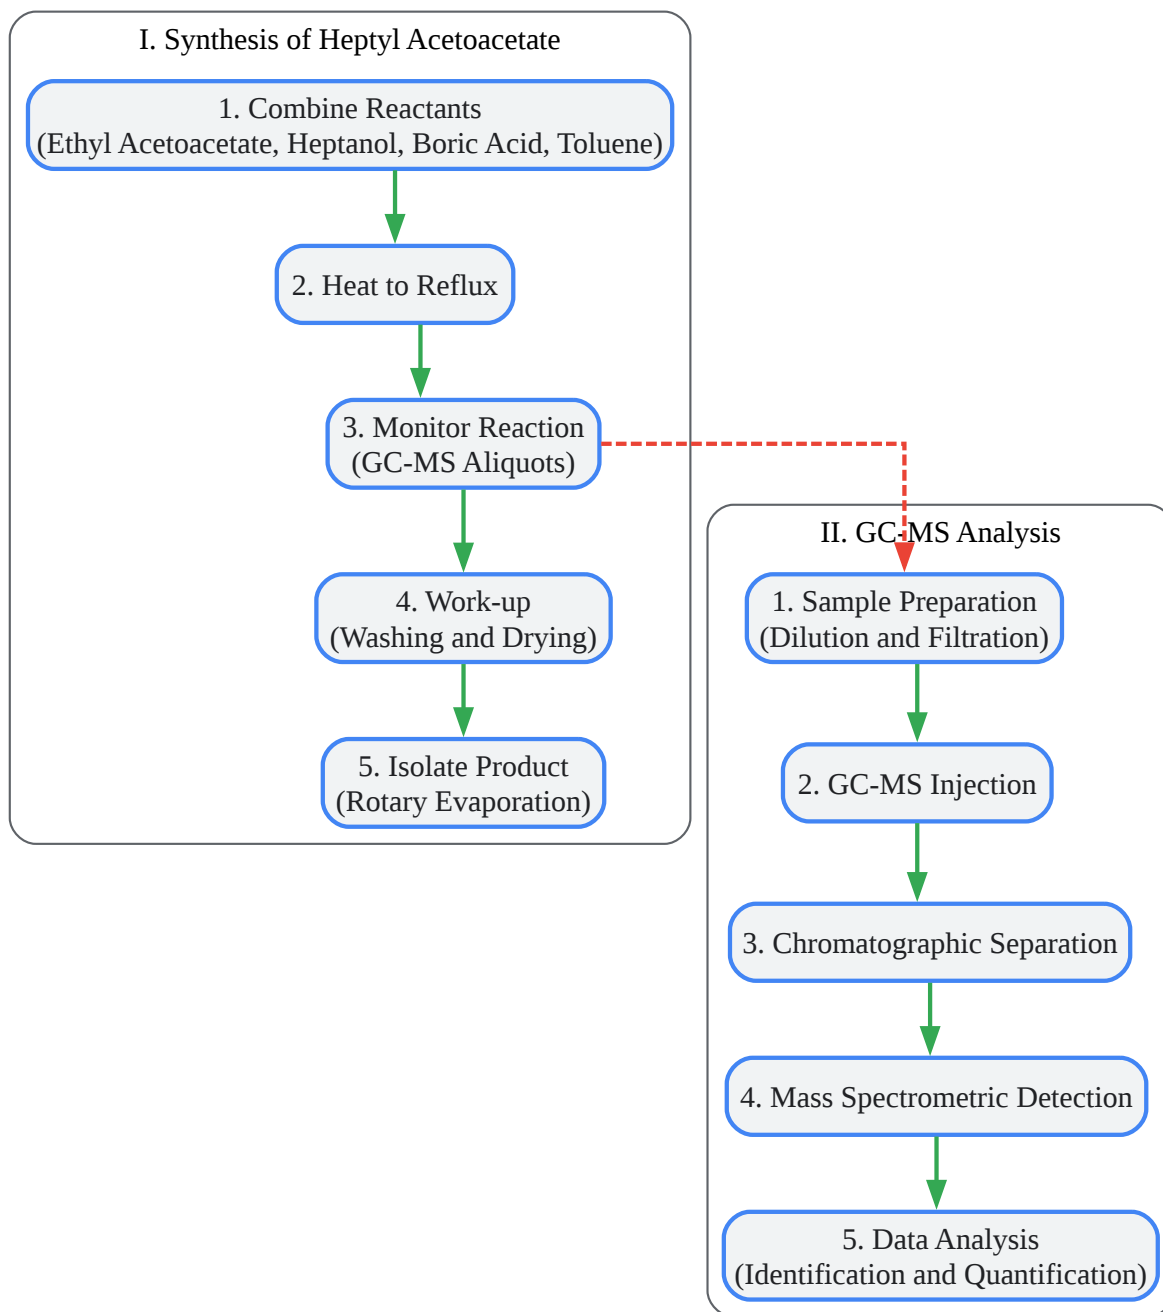 I. Synthesis of Heptyl Acetoacetate
1. Combine Reactants
(Ethyl Acetoacetate, Heptanol, Boric Acid, Toluene)
2. Heat to Reflux
3. Monitor Reaction
(GC-MS Aliquots)
4. Work-up
(Washing and Drying)
5. Isolate Product
(Rotary Evaporation)
II. GC-MS Analysis
1. Sample Preparation
(Dilution and Filtration)
2. GC-MS Injection
3. Chromatographic Separation
4. Mass Spectrometric Detection
5. Data Analysis
(Identification and Quantification)